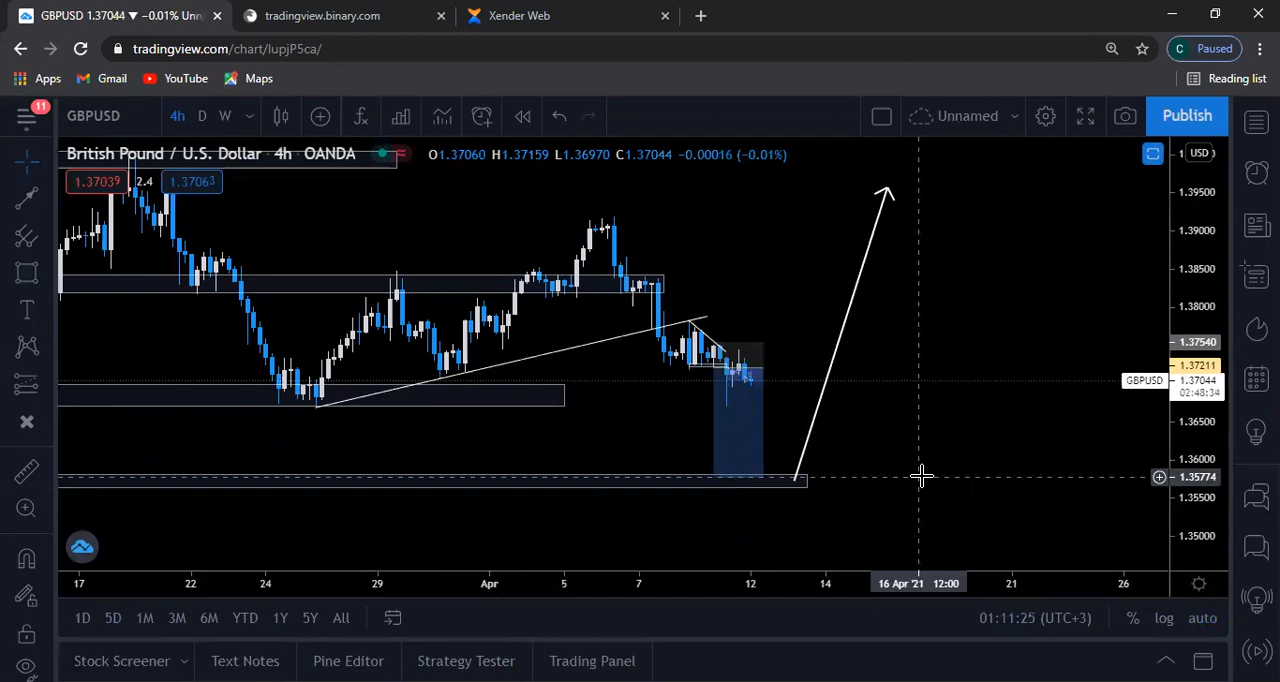 GBPUSD 1.37044 ▼ −0.01% Unn
tradingview.binary.com
Xender Web
tradingview.com/chart/lupjP5ca/
C Paused
Apps Gmail YouTube Maps Reading list
11
GBPUSD 4h D W Unnamed Publish
British Pound / U.S. Dollar · 4h · OANDA O1.37060 H1.37159 L1.36970 C1.37044 −0.00016 (−0.01%)
USD
1.37039 2.4 1.37063
1.39500
1.39000
1.38500
1.38000
1.37540
1.37211
GBPUSD 1.37044
02:48:34
1.36500
1.36000
1.35774
1.35500
1.35000
17 22 24 29 Apr 5 7 12 14 16 Apr '21 12:00 21 26
1D 5D 1M 3M 6M YTD 1Y 5Y All 01:11:25 (UTC+3) % log auto
Stock Screener Text Notes Pine Editor Strategy Tester Trading Panel